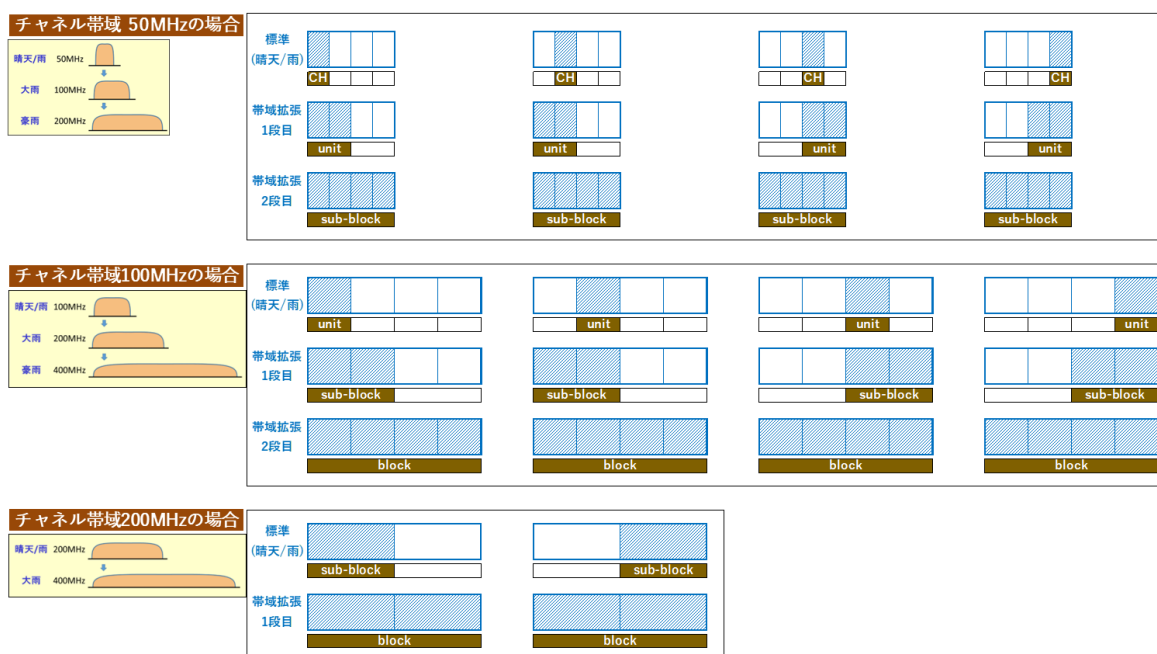 チャネル帯域 50MHzの場合
晴天/雨 50MHz
大雨 100MHz
豪雨 200MHz
標準
(晴天/雨)
CH CH CH CH
帯域拡張
1段目
unit unit unit unit
帯域拡張
2段目
sub-block sub-block sub-block sub-block
チャネル帯域100MHzの場合
晴天/雨 100MHz
大雨 200MHz
豪雨 400MHz
標準
(晴天/雨)
unit unit unit unit
帯域拡張
1段目
sub-block sub-block sub-block sub-block
帯域拡張
2段目
block block block block
チャネル帯域200MHzの場合
晴天/雨 200MHz
大雨 400MHz
標準
(晴天/雨)
sub-block sub-block
帯域拡張
1段目
block block